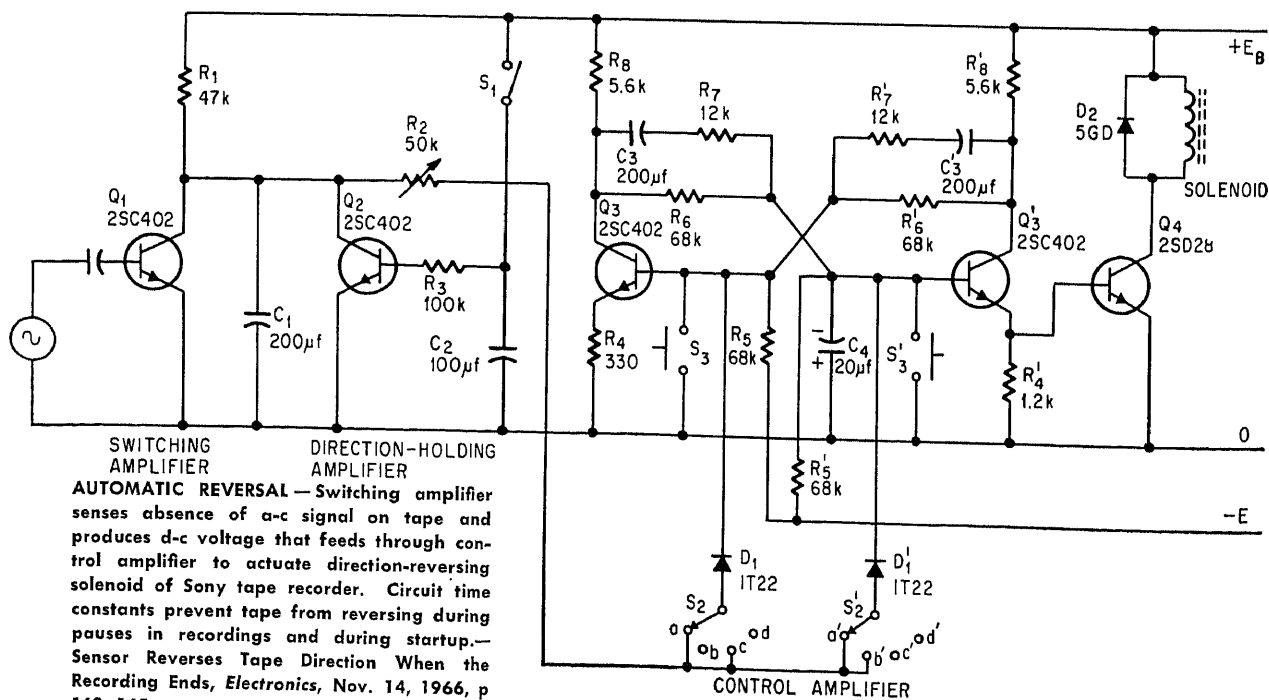 +E_B
R1
47k
S1
R8
5.6k
R7
12k
R'7
12k
R'8
5.6k
D2
5GD
R2
50k
C3
200µf
C'3
200µf
SOLENOID
Q1
2SC402
Q2
2SC402
Q3
2SC402
R6
68k
R'6
68k
Q'3
2SC402
Q4
2SD28
R3
100k
C1
200µf
C2
100µf
R4
330
S3
R5
68k
C4
20µf
S'3
R'4
1.2k
0
SWITCHING
AMPLIFIER
DIRECTION-HOLDING
AMPLIFIER
R'5
68k
-E
AUTOMATIC REVERSAL — Switching amplifier
senses absence of a-c signal on tape and
produces d-c voltage that feeds through con-
trol amplifier to actuate direction-reversing
solenoid of Sony tape recorder. Circuit time
constants prevent tape from reversing during
pauses in recordings and during startup.—
Sensor Reverses Tape Direction When the
Recording Ends, Electronics, Nov. 14, 1966, p
D1
1T22
D'1
1T22
S2
a
b
c
d
S'2
a'
b'
c'
d'
CONTROL AMPLIFIER